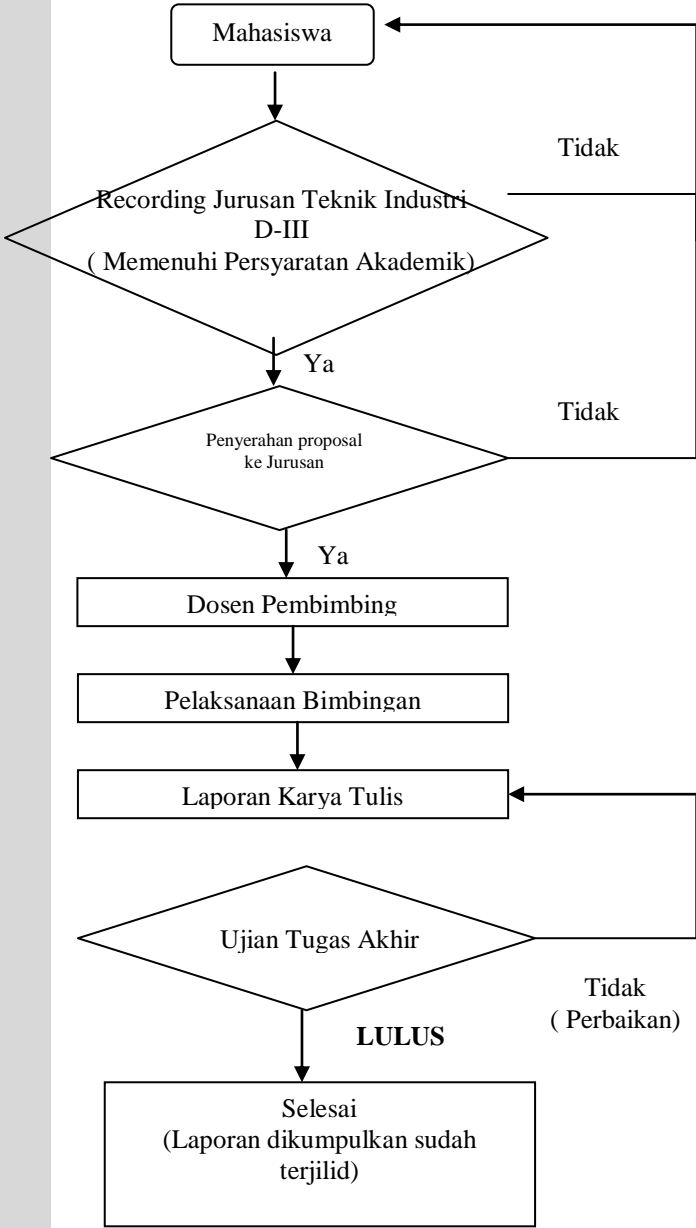 Mahasiswa
Tidak
Recording Jurusan Teknik Industri
D-III
( Memenuhi Persyaratan Akademik)
Ya
Tidak
Penyerahan proposal
ke Jurusan
Ya
Dosen Pembimbing
Pelaksanaan Bimbingan
Laporan Karya Tulis
Ujian Tugas Akhir
Tidak
( Perbaikan)
LULUS
Selesai
(Laporan dikumpulkan sudah
terjilid)